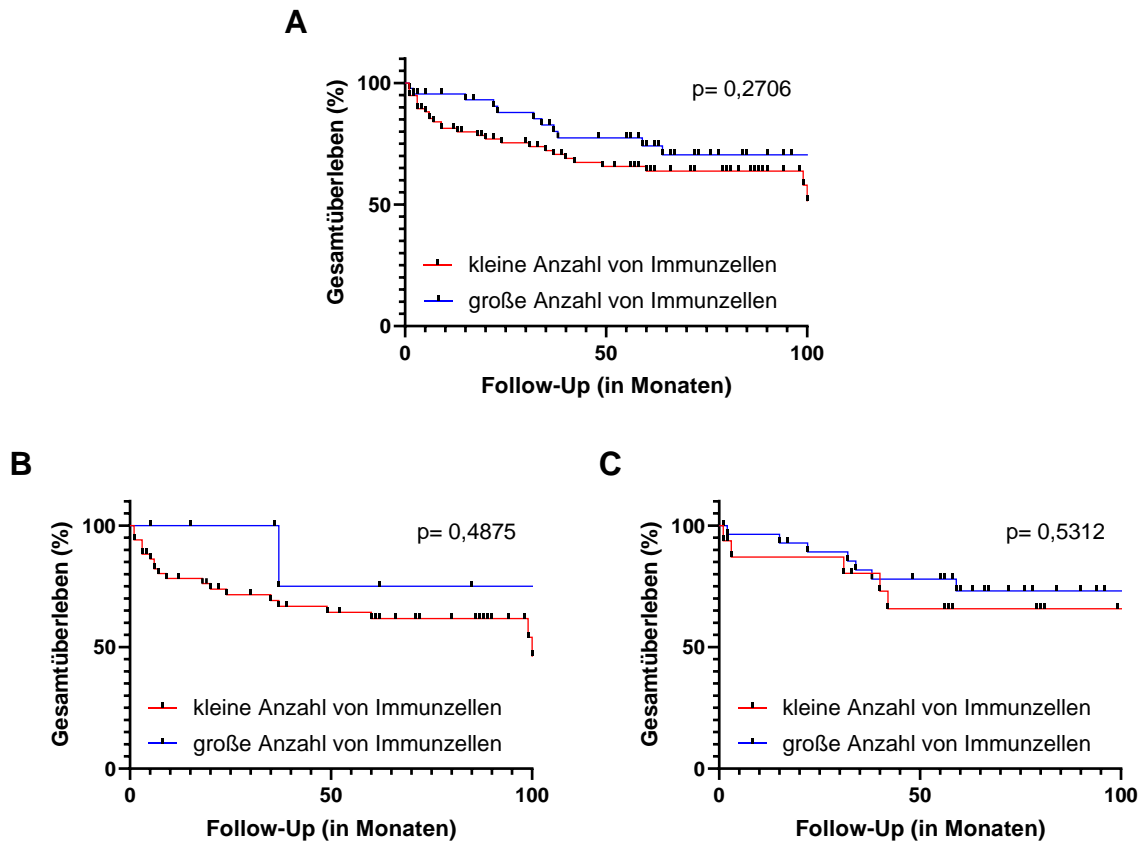 A
Gesamtüberleben (%)
100
50
0
p= 0,2706
kleine Anzahl von Immunzellen
große Anzahl von Immunzellen
0
50
100
Follow-Up (in Monaten)
B
Gesamtüberleben (%)
100
50
0
p= 0,4875
kleine Anzahl von Immunzellen
große Anzahl von Immunzellen
0
50
100
Follow-Up (in Monaten)
C
Gesamtüberleben (%)
100
50
0
p= 0,5312
kleine Anzahl von Immunzellen
große Anzahl von Immunzellen
0
50
100
Follow-Up (in Monaten)